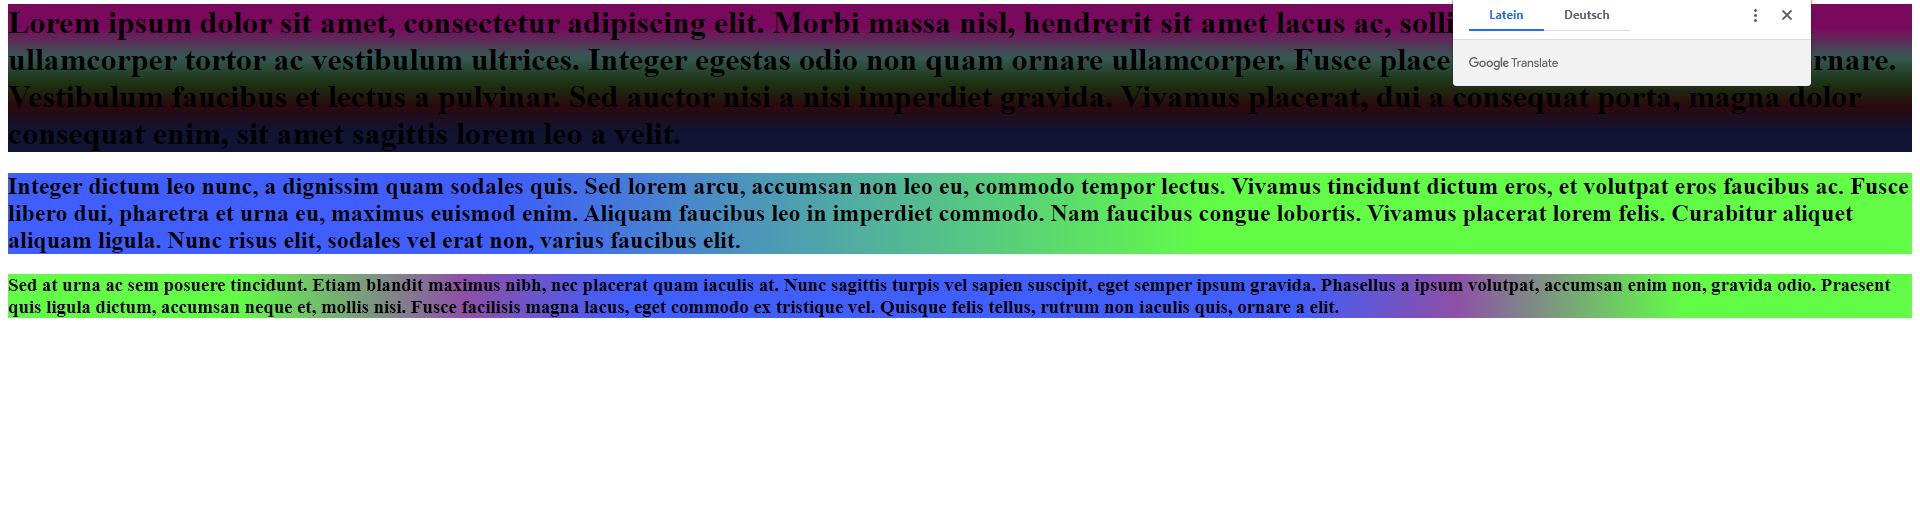 Lorem ipsum dolor sit amet, consectetur adipiscing elit. Morbi massa nisl, hendrerit sit amet lacus ac, solli
Latein Deutsch
ullamcorper tortor ac vestibulum ultrices. Integer egestas odio non quam ornare ullamcorper. Fusce place rnare.
Google Translate
Vestibulum faucibus et lectus a pulvinar. Sed auctor nisi a nisi imperdiet gravida. Vivamus placerat, dui a consequat porta, magna dolor
consequat enim, sit amet sagittis lorem leo a velit.
Integer dictum leo nunc, a dignissim quam sodales quis. Sed lorem arcu, accumsan non leo eu, commodo tempor lectus. Vivamus tincidunt dictum eros, et volutpat eros faucibus ac. Fusce
libero dui, pharetra et urna eu, maximus euismod enim. Aliquam faucibus leo in imperdiet commodo. Nam faucibus congue lobortis. Vivamus placerat lorem felis. Curabitur aliquet
aliquam ligula. Nunc risus elit, sodales vel erat non, varius faucibus elit.
Sed at urna ac sem posuere tincidunt. Etiam blandit maximus nibh, nec placerat quam iaculis at. Nunc sagittis turpis vel sapien suscipit, eget semper ipsum gravida. Phasellus a ipsum volutpat, accumsan enim non, gravida odio. Praesent
quis ligula dictum, accumsan neque et, mollis nisi. Fusce facilisis magna lacus, eget commodo ex tristique vel. Quisque felis tellus, rutrum non iaculis quis, ornare a elit.